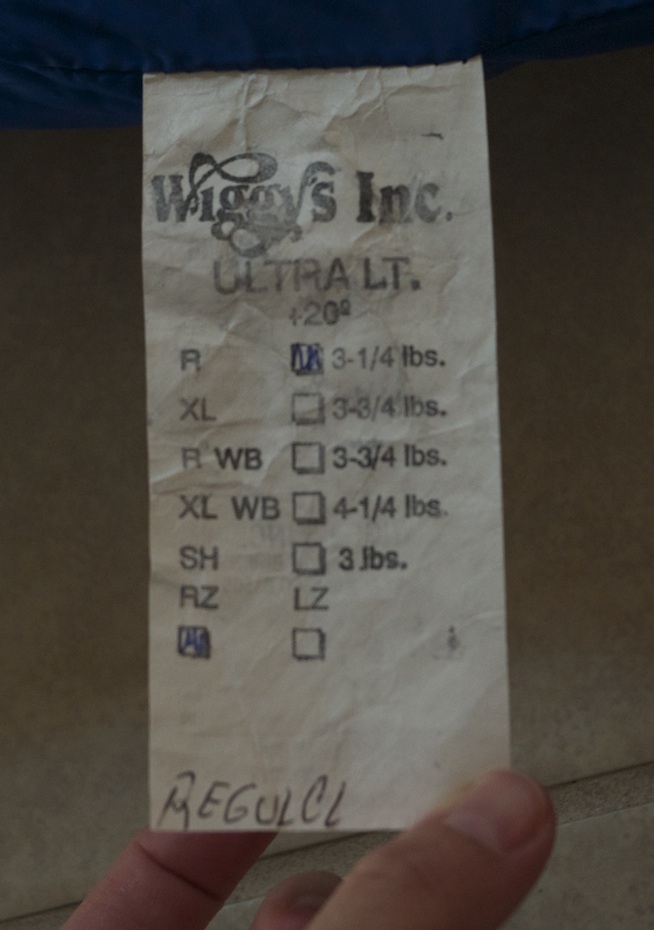 Wiggy's Inc.
ULTRA LT.
+20º
R 3-1/4 lbs.
XL 3-3/4 lbs.
R WB 3-3/4 lbs.
XL WB 4-1/4 lbs.
SH 3 lbs.
RZ LZ